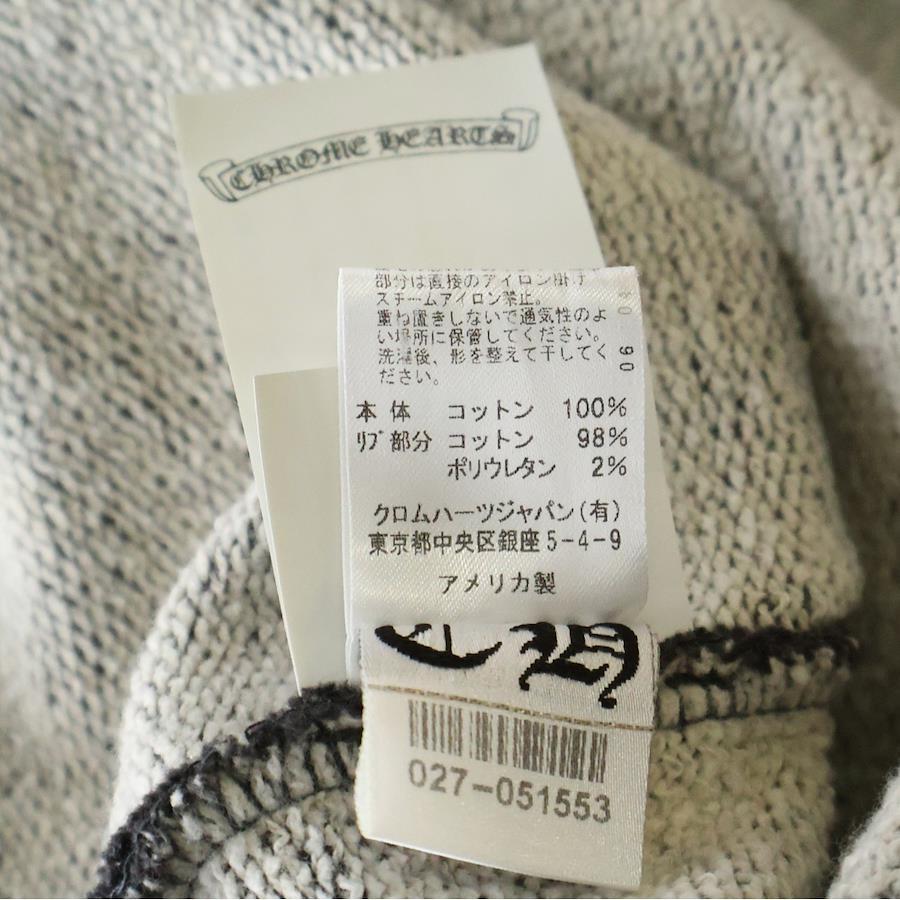 CHROME HEARTS
部分は直接のアイロン掛け
スチームアイロン禁止。
重ね置きしないで通気性のよ
い場所に保管してください。
洗濯後、形を整えて干してく
ださい。
90
本 体 コットン 100%
リブ部分 コットン 98%
ポリウレタン 2%
クロムハーツジャパン(有)
東京都中央区銀座5-4-9
アメリカ製
CH
027-051553